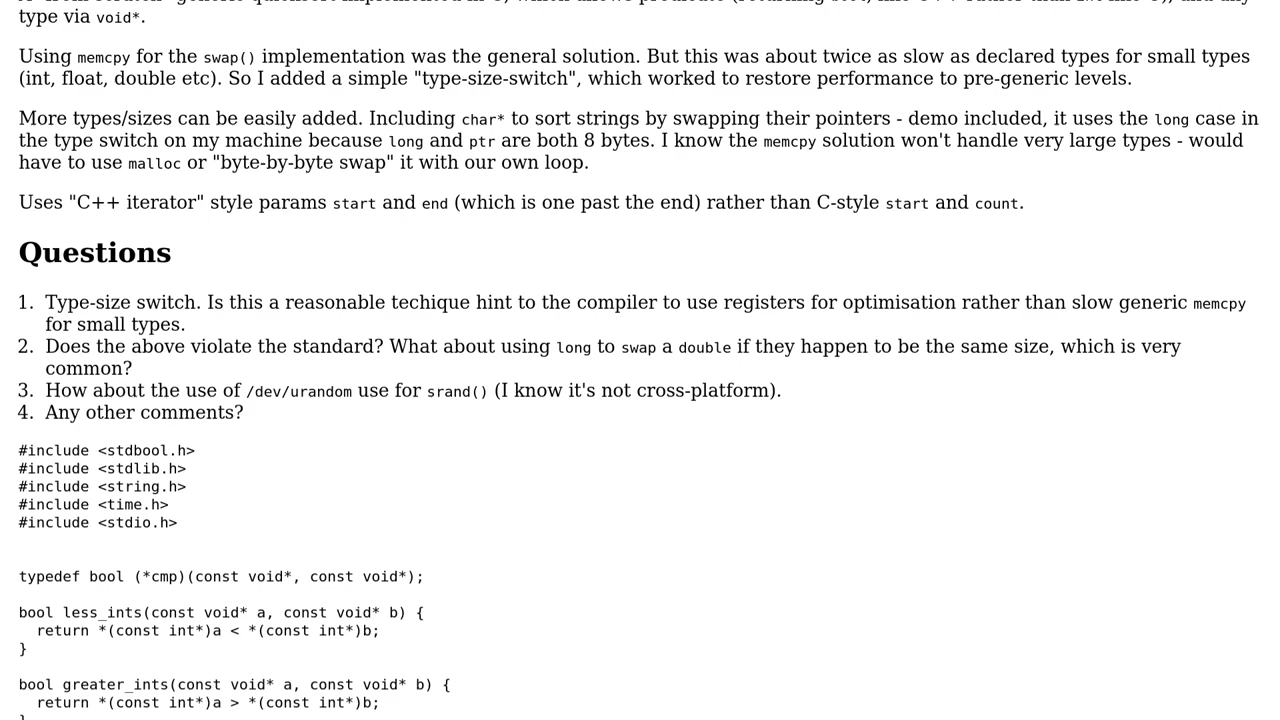 type via void*.
Using memcpy for the swap() implementation was the general solution. But this was about twice as slow as declared types for small types
(int, float, double etc). So I added a simple "type-size-switch", which worked to restore performance to pre-generic levels.
More types/sizes can be easily added. Including char* to sort strings by swapping their pointers - demo included, it uses the long case in
the type switch on my machine because long and ptr are both 8 bytes. I know the memcpy solution won't handle very large types - would
have to use malloc or "byte-by-byte swap" it with our own loop.
Uses "C++ iterator" style params start and end (which is one past the end) rather than C-style start and count.
Questions
1. Type-size switch. Is this a reasonable techique hint to the compiler to use registers for optimisation rather than slow generic memcpy
for small types.
2. Does the above violate the standard? What about using long to swap a double if they happen to be the same size, which is very
common?
3. How about the use of /dev/urandom use for srand() (I know it's not cross-platform).
4. Any other comments?
#include <stdbool.h>
#include <stdlib.h>
#include <string.h>
#include <time.h>
#include <stdio.h>
typedef bool (*cmp)(const void*, const void*);
bool less_ints(const void* a, const void* b) {
  return *(const int*)a < *(const int*)b;
}
bool greater_ints(const void* a, const void* b) {
  return *(const int*)a > *(const int*)b;